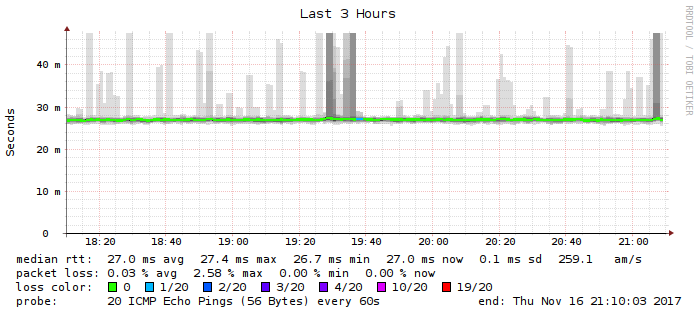 Last 3 Hours
RRDTOOL / TOBI OETIKER
Seconds
40 m
30 m
20 m
10 m
0
18:20 18:40 19:00 19:20 19:40 20:00 20:20 20:40 21:00
median rtt: 27.0 ms avg 27.4 ms max 26.7 ms min 27.0 ms now 0.1 ms sd 259.1 am/s
packet loss: 0.03 % avg 2.58 % max 0.00 % min 0.00 % now
loss color: 0 1/20 2/20 3/20 4/20 10/20 19/20
probe: 20 ICMP Echo Pings (56 Bytes) every 60s end: Thu Nov 16 21:10:03 2017